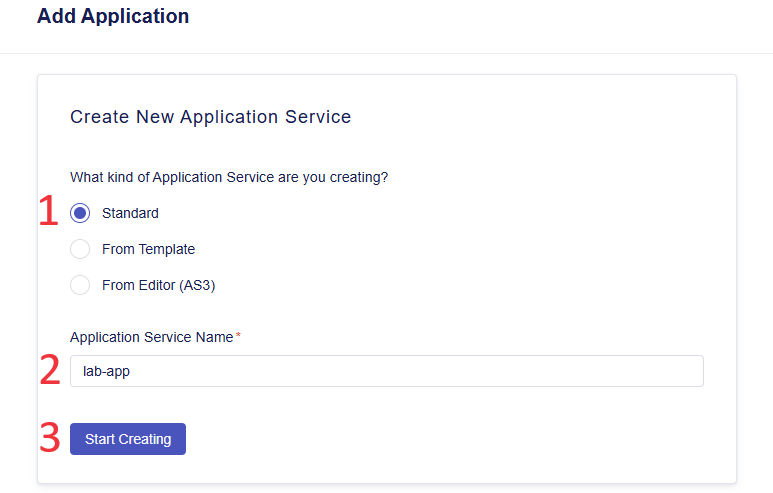 Add Application
Create New Application Service
What kind of Application Service are you creating?
1 Standard
From Template
From Editor (AS3)
Application Service Name*
2 lab-app
3 Start Creating